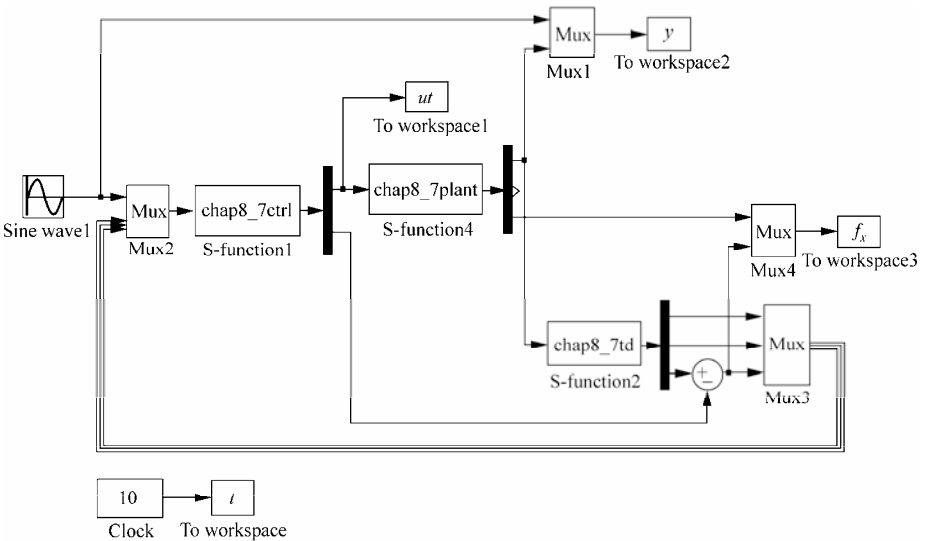 Mux
y
Mux1
To workspace2
ut
To workspace1
Sine wave1
Mux
Mux2
chap8_7ctrl
S-function1
chap8_7plant
S-function4
Mux
Mux4
fx
To workspace3
chap8_7td
S-function2
+
−
Mux
Mux3
10
Clock
t
To workspace